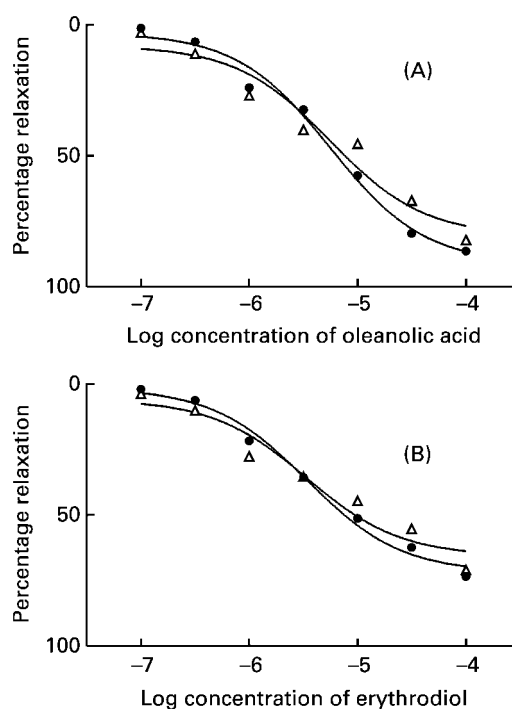 0
50
100
Percentage relaxation
(A)
−7
−6
−5
−4
Log concentration of oleanolic acid
0
50
100
Percentage relaxation
(B)
−7
−6
−5
−4
Log concentration of erythrodiol